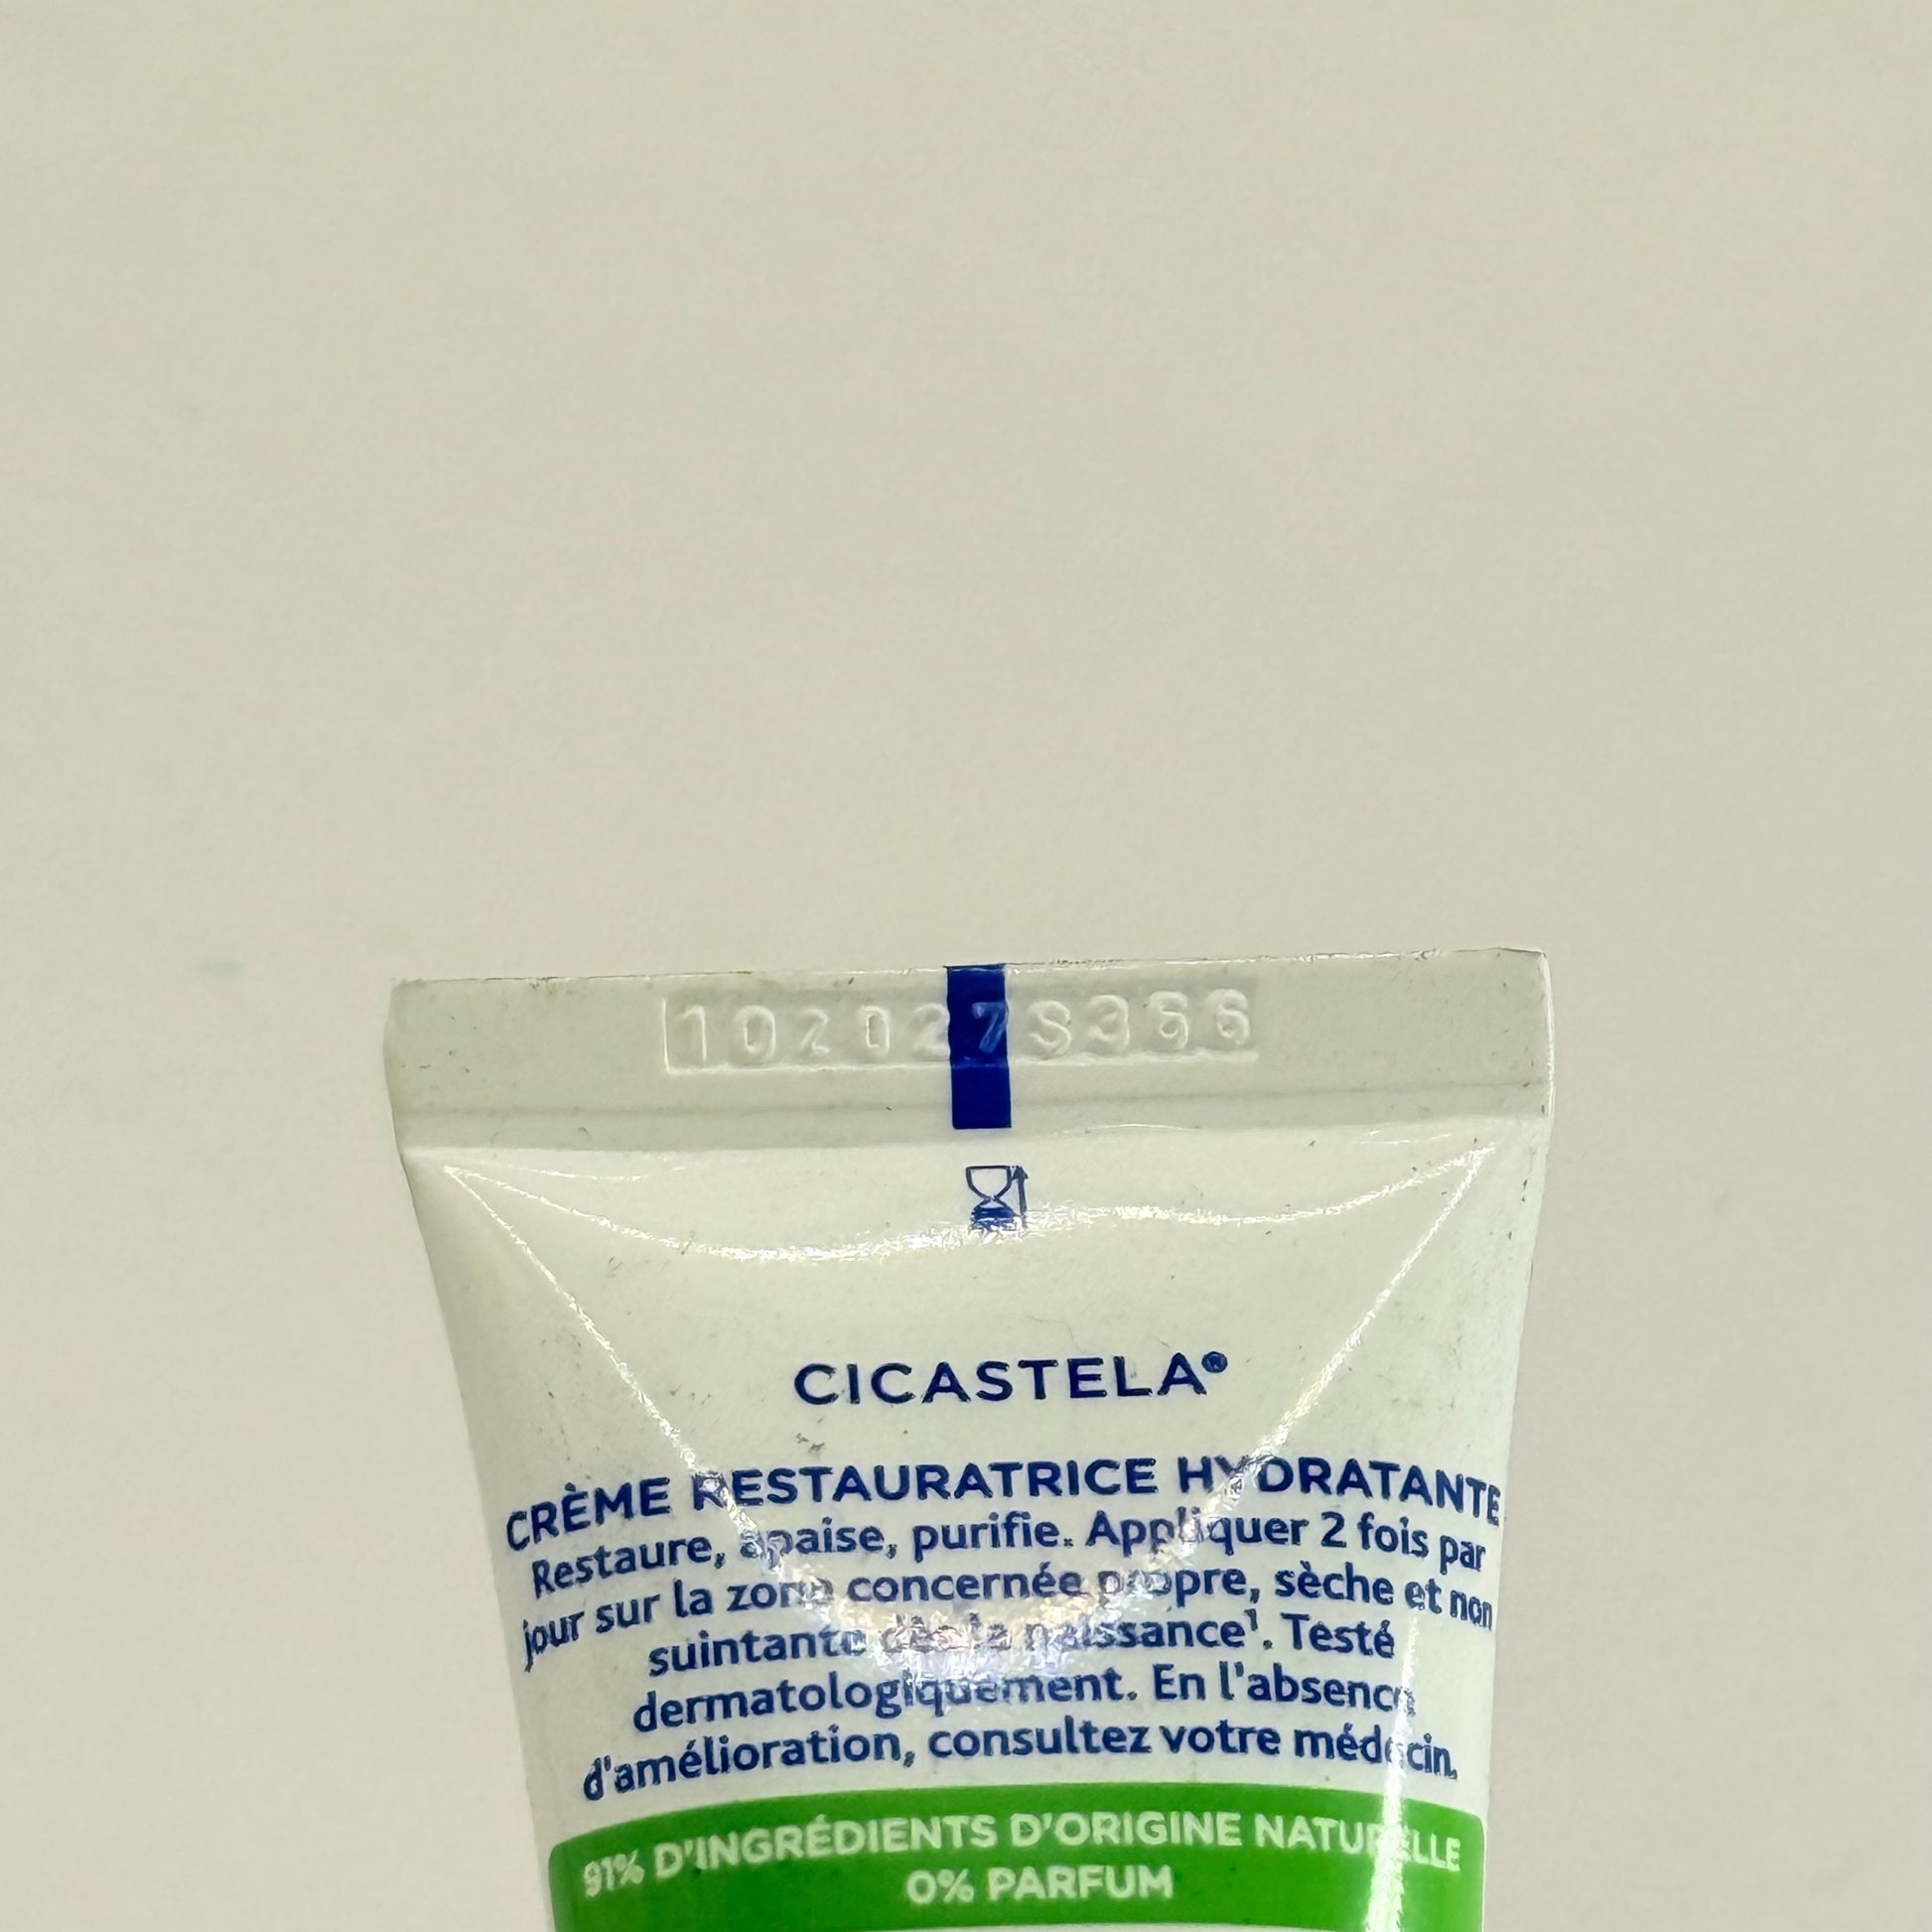 102027S366
CICASTELA®
CRÈME RESTAURATRICE HYDRATANTE
Restaure, apaise, purifie. Appliquer 2 fois par
jour sur la zone concernée propre, sèche et non
suintante dès la naissance¹. Testé
dermatologiquement. En l'absence
d'amélioration, consultez votre médecin.
91% D'INGRÉDIENTS D'ORIGINE NATURELLE
0% PARFUM